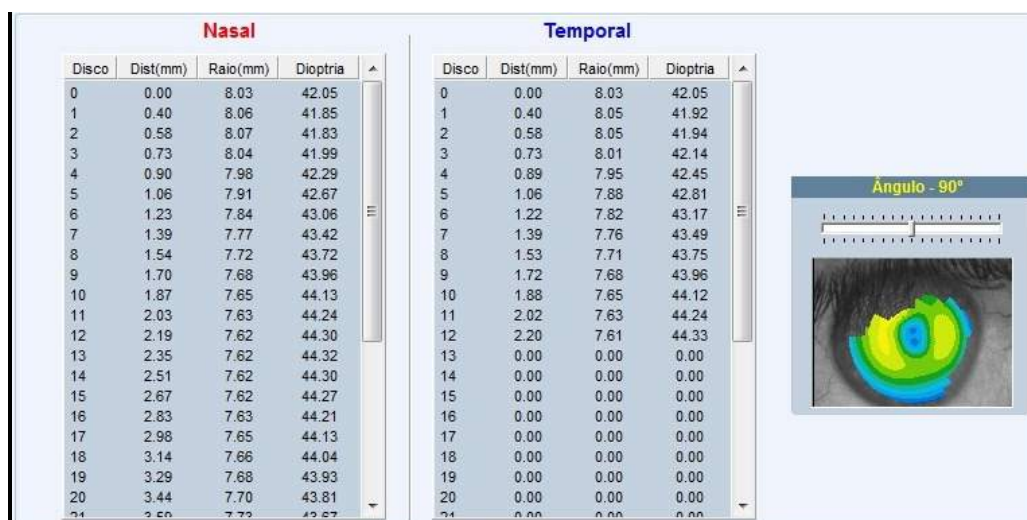 Nasal
Temporal
Disco Dist(mm) Raio(mm) Dioptria
0 0.00 8.03 42.05
1 0.40 8.06 41.85
2 0.58 8.07 41.83
3 0.73 8.04 41.99
4 0.90 7.98 42.29
5 1.06 7.91 42.67
6 1.23 7.84 43.06
7 1.39 7.77 43.42
8 1.54 7.72 43.72
9 1.70 7.68 43.96
10 1.87 7.65 44.13
11 2.03 7.63 44.24
12 2.19 7.62 44.30
13 2.35 7.62 44.32
14 2.51 7.62 44.30
15 2.67 7.62 44.27
16 2.83 7.63 44.21
17 2.98 7.65 44.13
18 3.14 7.66 44.04
19 3.29 7.68 43.93
20 3.44 7.70 43.81
21 3.59 7.73 43.67
Disco Dist(mm) Raio(mm) Dioptria
0 0.00 8.03 42.05
1 0.40 8.05 41.92
2 0.58 8.05 41.94
3 0.73 8.01 42.14
4 0.89 7.95 42.45
5 1.06 7.88 42.81
6 1.22 7.82 43.17
7 1.39 7.76 43.49
8 1.53 7.71 43.75
9 1.72 7.68 43.96
10 1.88 7.65 44.12
11 2.02 7.63 44.24
12 2.20 7.61 44.33
13 0.00 0.00 0.00
14 0.00 0.00 0.00
15 0.00 0.00 0.00
16 0.00 0.00 0.00
17 0.00 0.00 0.00
18 0.00 0.00 0.00
19 0.00 0.00 0.00
20 0.00 0.00 0.00
21 0.00 0.00 0.00
Ângulo - 90º